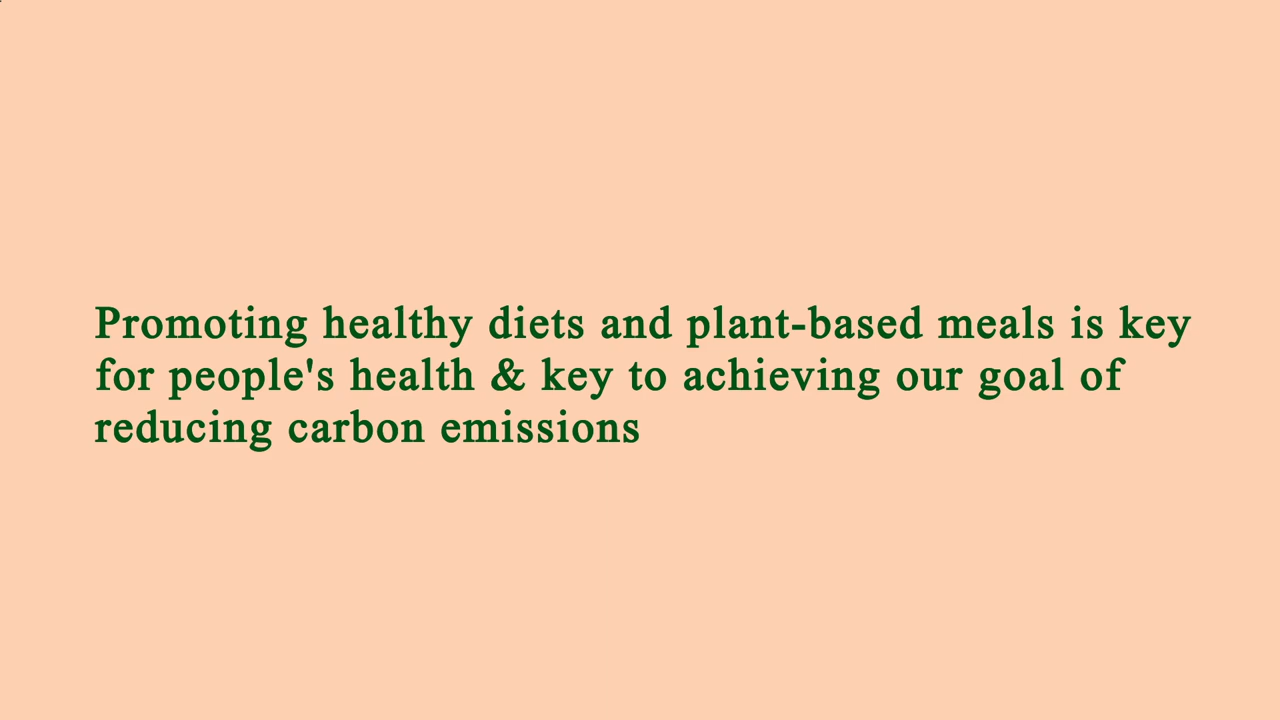 Promoting healthy diets and plant-based meals is key
for people's health & key to achieving our goal of
reducing carbon emissions